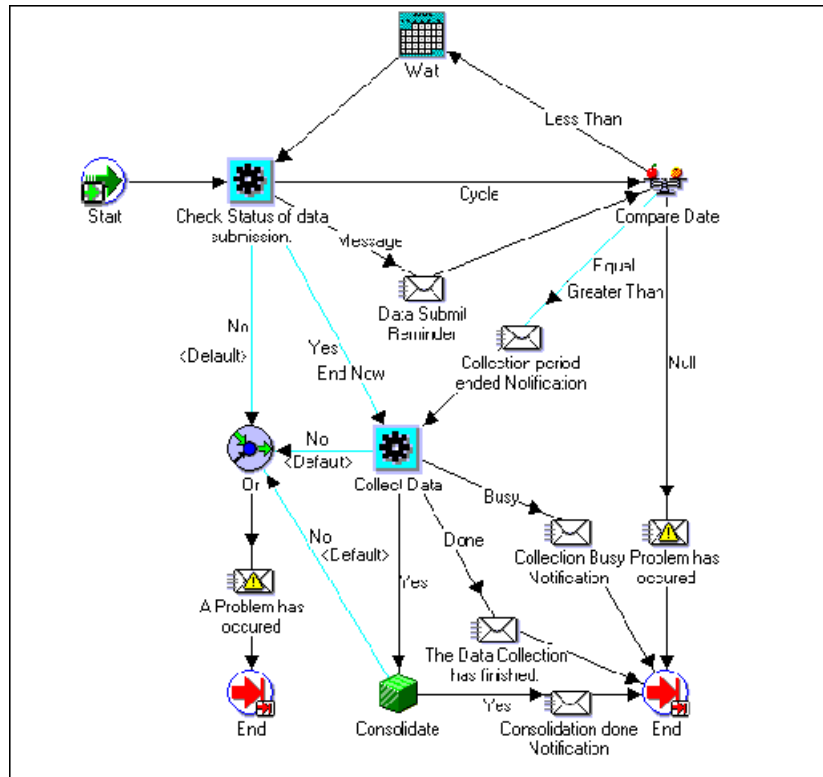 Wait
Less Than
Start
Check Status of data
submission.
Cycle
Compare Date
Message
Equal
Greater Than
Data Submit
Reminder
No
<Default>
Yes
End Now
Collection period
ended Notification
Null
No
<Default>
Or
Collect Data
Busy
No
<Default>
Done
Yes
Collection Busy
Notification
Problem has
occured
A Problem has
occured
The Data Collection
has finished.
End
Consolidate
Yes
Consolidation done
Notification
End